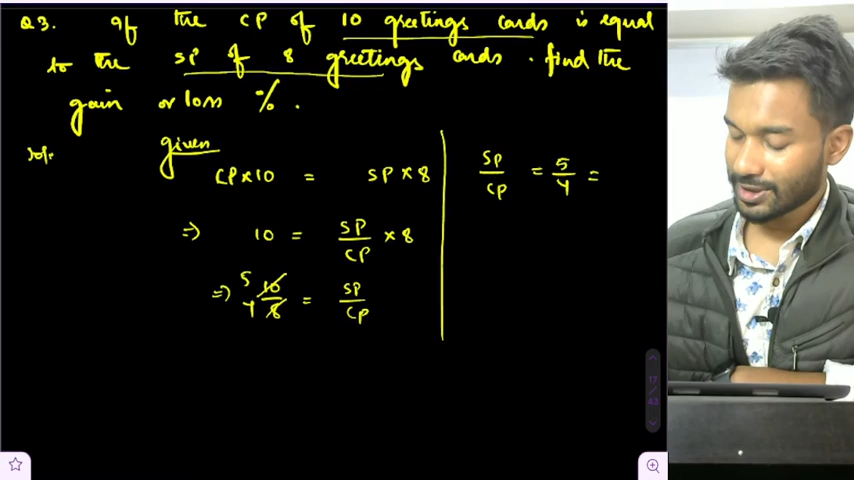 Q3. If the CP of 10 greetings cards is equal
to the SP of 8 greetings cards. find the
gain or loss %.
Sol:
given
CP×10 = SP×8
⇒ 10 = SP/CP × 8
⇒ 5 10 / 4 8 = SP/CP
SP/CP = 5/4 =
17
/
43